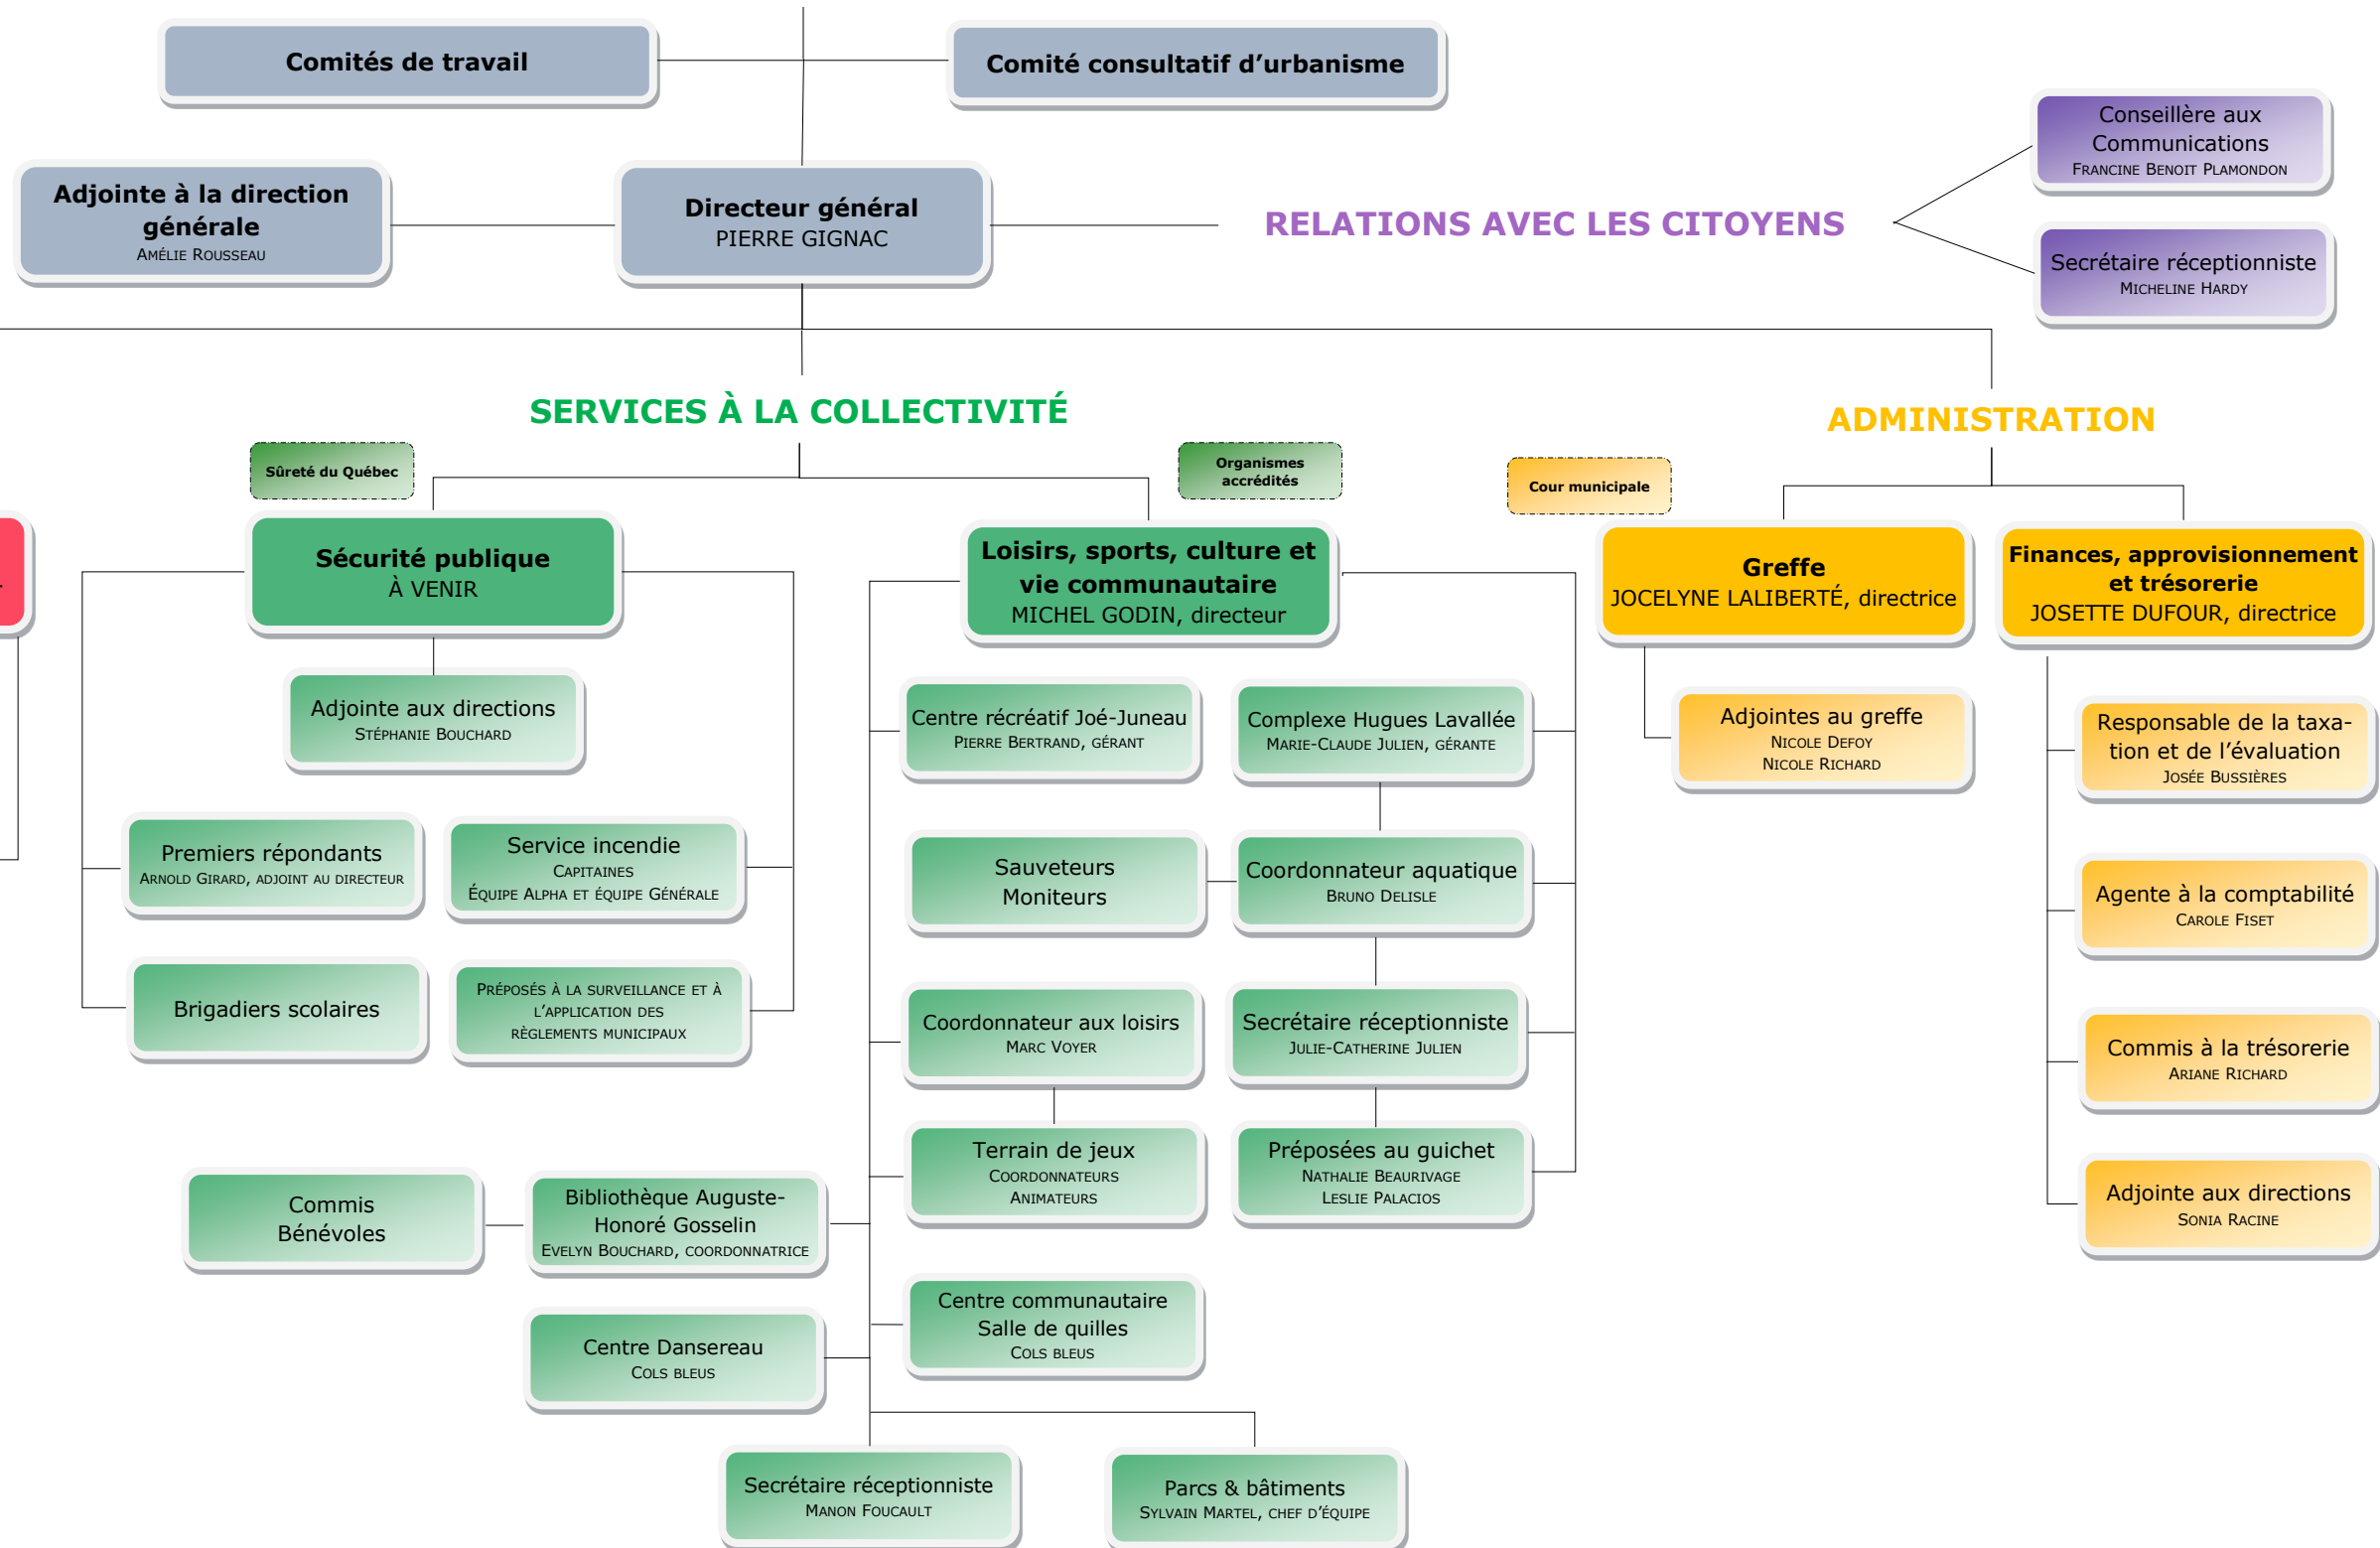 Comités de travail
Comité consultatif d’urbanisme
Conseillère aux
Communications
Francine Benoit Plamondon
Adjointe à la direction
générale
Amélie Rousseau
Directeur général
PIERRE GIGNAC
RELATIONS AVEC LES CITOYENS
Secrétaire réceptionniste
Micheline Hardy
SERVICES À LA COLLECTIVITÉ
ADMINISTRATION
Sûreté du Québec
Organismes
accrédités
Cour municipale
Sécurité publique
À VENIR
Loisirs, sports, culture et
vie communautaire
MICHEL GODIN, directeur
Greffe
JOCELYNE LALIBERTÉ, directrice
Finances, approvisionnement
et trésorerie
JOSETTE DUFOUR, directrice
Adjointe aux directions
Stéphanie Bouchard
Centre récréatif Joé-Juneau
Pierre Bertrand, gérant
Complexe Hugues Lavallée
Marie-Claude Julien, gérante
Adjointes au greffe
Nicole Defoy
Nicole Richard
Responsable de la taxa-
tion et de l’évaluation
Josée Bussières
Premiers répondants
Arnold Girard, adjoint au directeur
Service incendie
Capitaines
Équipe Alpha et équipe Générale
Sauveteurs
Moniteurs
Coordonnateur aquatique
Bruno Delisle
Agente à la comptabilité
Carole Fiset
Brigadiers scolaires
Préposés à la surveillance et à
l’application des
règlements municipaux
Coordonnateur aux loisirs
Marc Voyer
Secrétaire réceptionniste
Julie-Catherine Julien
Commis à la trésorerie
Ariane Richard
Terrain de jeux
Coordonnateurs
Animateurs
Préposées au guichet
Nathalie Beaurivage
Leslie Palacios
Commis
Bénévoles
Bibliothèque Auguste-
Honoré Gosselin
Evelyn Bouchard, coordonnatrice
Adjointe aux directions
Sonia Racine
Centre communautaire
Salle de quilles
Cols bleus
Centre Dansereau
Cols bleus
Secrétaire réceptionniste
Manon Foucault
Parcs & bâtiments
Sylvain Martel, chef d’équipe